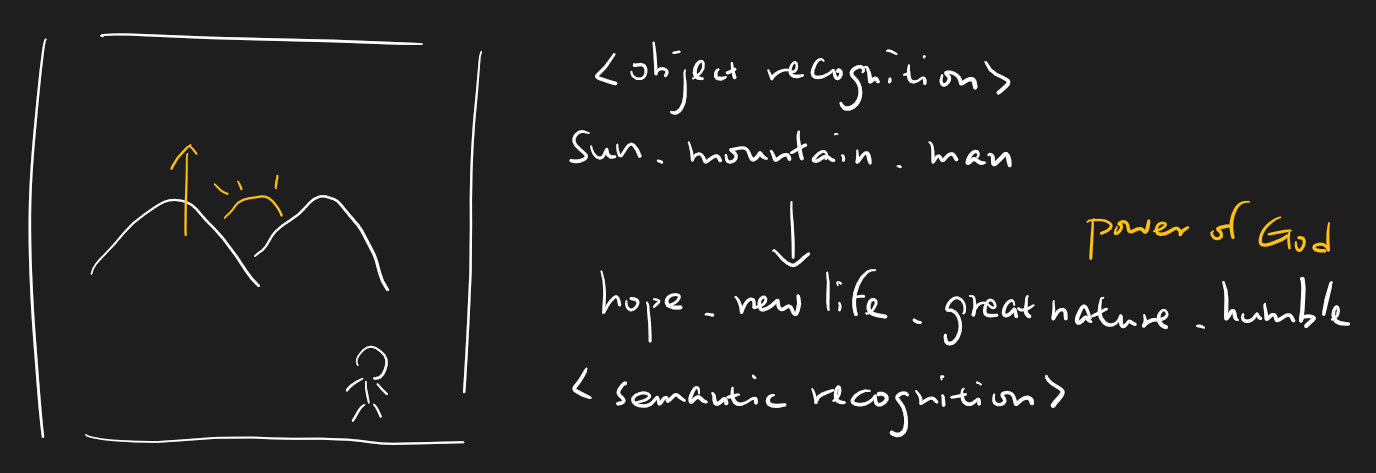 <object recognition>
Sun. mountain. man
power of God
hope. new life. great nature. humble
<semantic recognition>